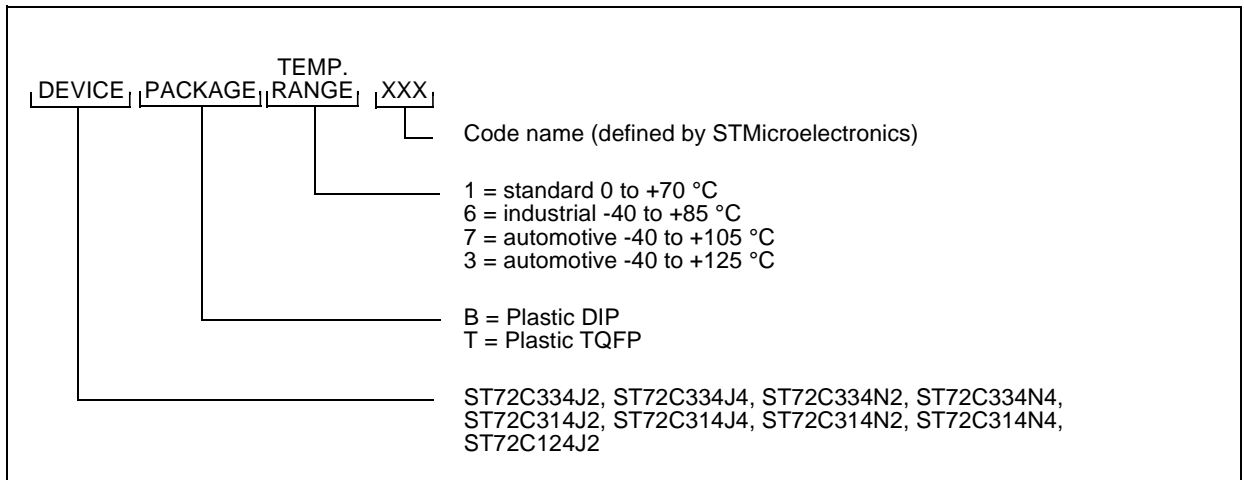 TEMP.
DEVICE PACKAGE RANGE XXX
Code name (defined by STMicroelectronics)
1 = standard 0 to +70 °C
6 = industrial -40 to +85 °C
7 = automotive -40 to +105 °C
3 = automotive -40 to +125 °C
B = Plastic DIP
T = Plastic TQFP
ST72C334J2, ST72C334J4, ST72C334N2, ST72C334N4,
ST72C314J2, ST72C314J4, ST72C314N2, ST72C314N4,
ST72C124J2